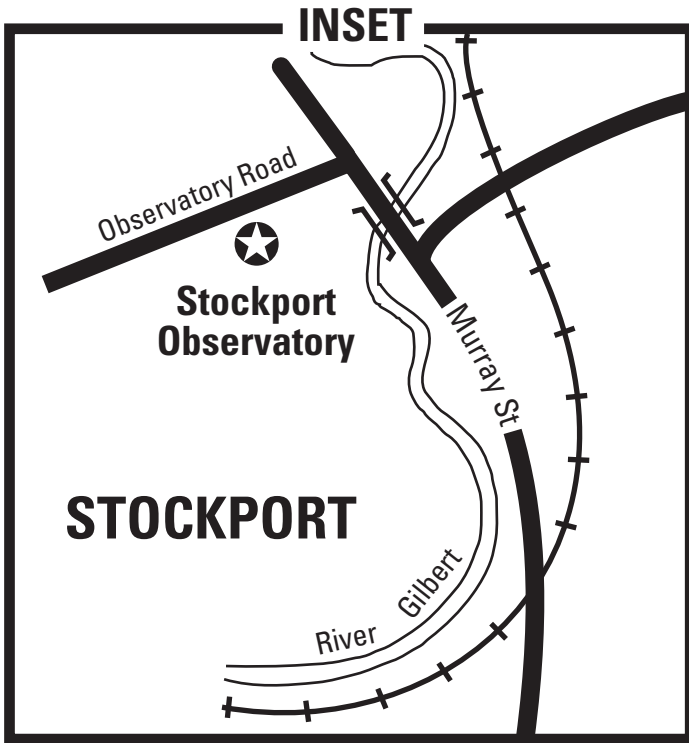 INSET
Observatory Road
Stockport
Observatory
Murray St
STOCKPORT
River Gilbert